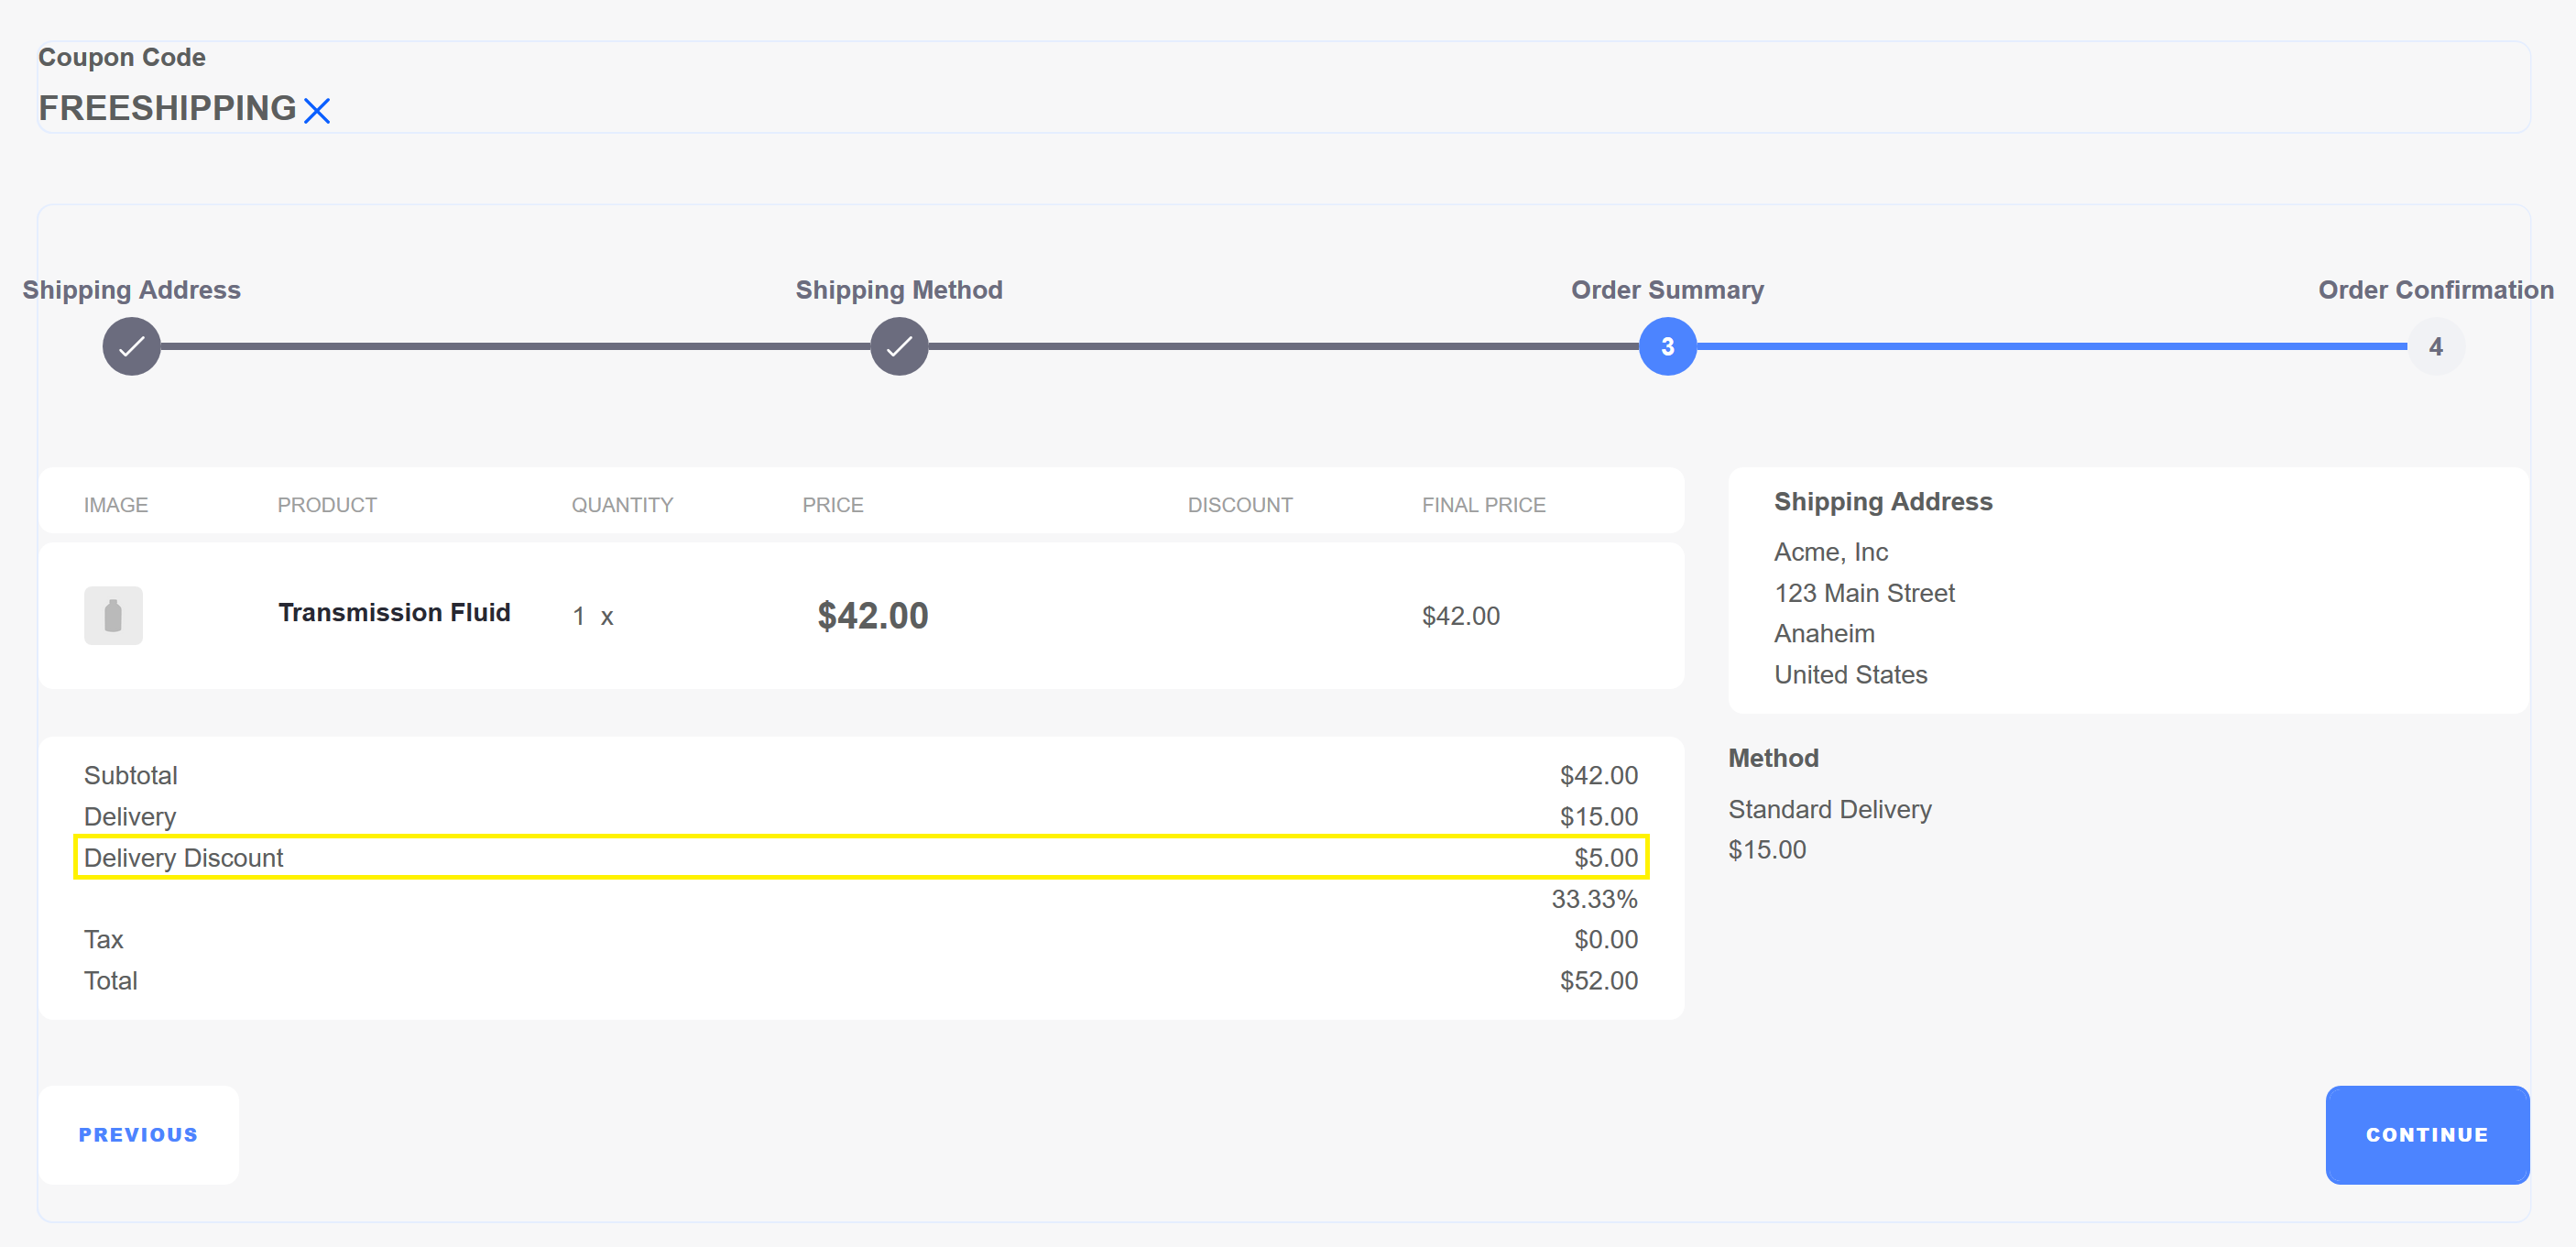 Coupon Code
FREESHIPPING
Shipping Address Shipping Method Order Summary Order Confirmation
3 4
IMAGE PRODUCT QUANTITY PRICE DISCOUNT FINAL PRICE
Transmission Fluid 1 x $42.00 $42.00
Subtotal $42.00
Delivery $15.00
Delivery Discount $5.00
33.33%
Tax $0.00
Total $52.00
Shipping Address
Acme, Inc
123 Main Street
Anaheim
United States
Method
Standard Delivery
$15.00
PREVIOUS CONTINUE